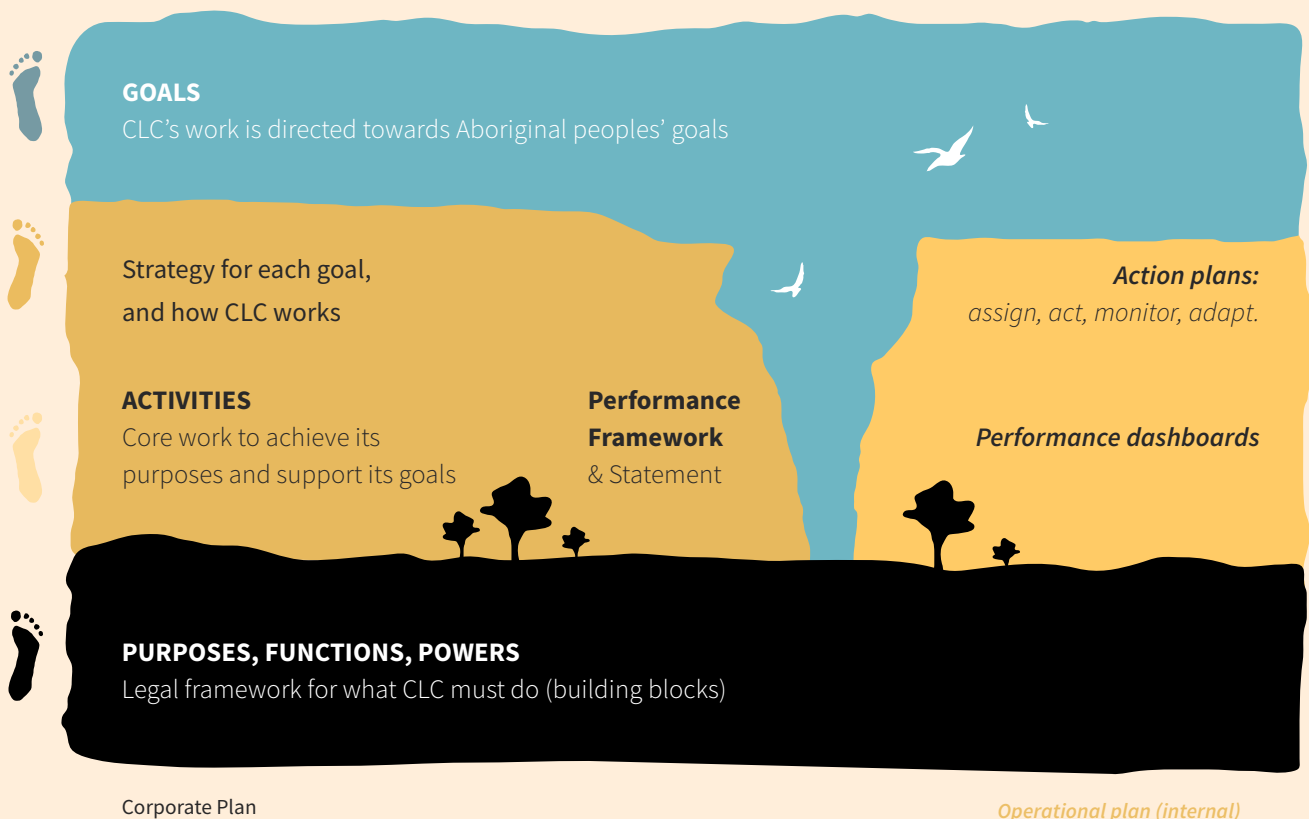 GOALS
CLC’s work is directed towards Aboriginal peoples’ goals
Strategy for each goal,
and how CLC works
Action plans:
assign, act, monitor, adapt.
ACTIVITIES
Core work to achieve its
purposes and support its goals
Performance
Framework
& Statement
Performance dashboards
PURPOSES, FUNCTIONS, POWERS
Legal framework for what CLC must do (building blocks)
Corporate Plan
Operational plan (internal)